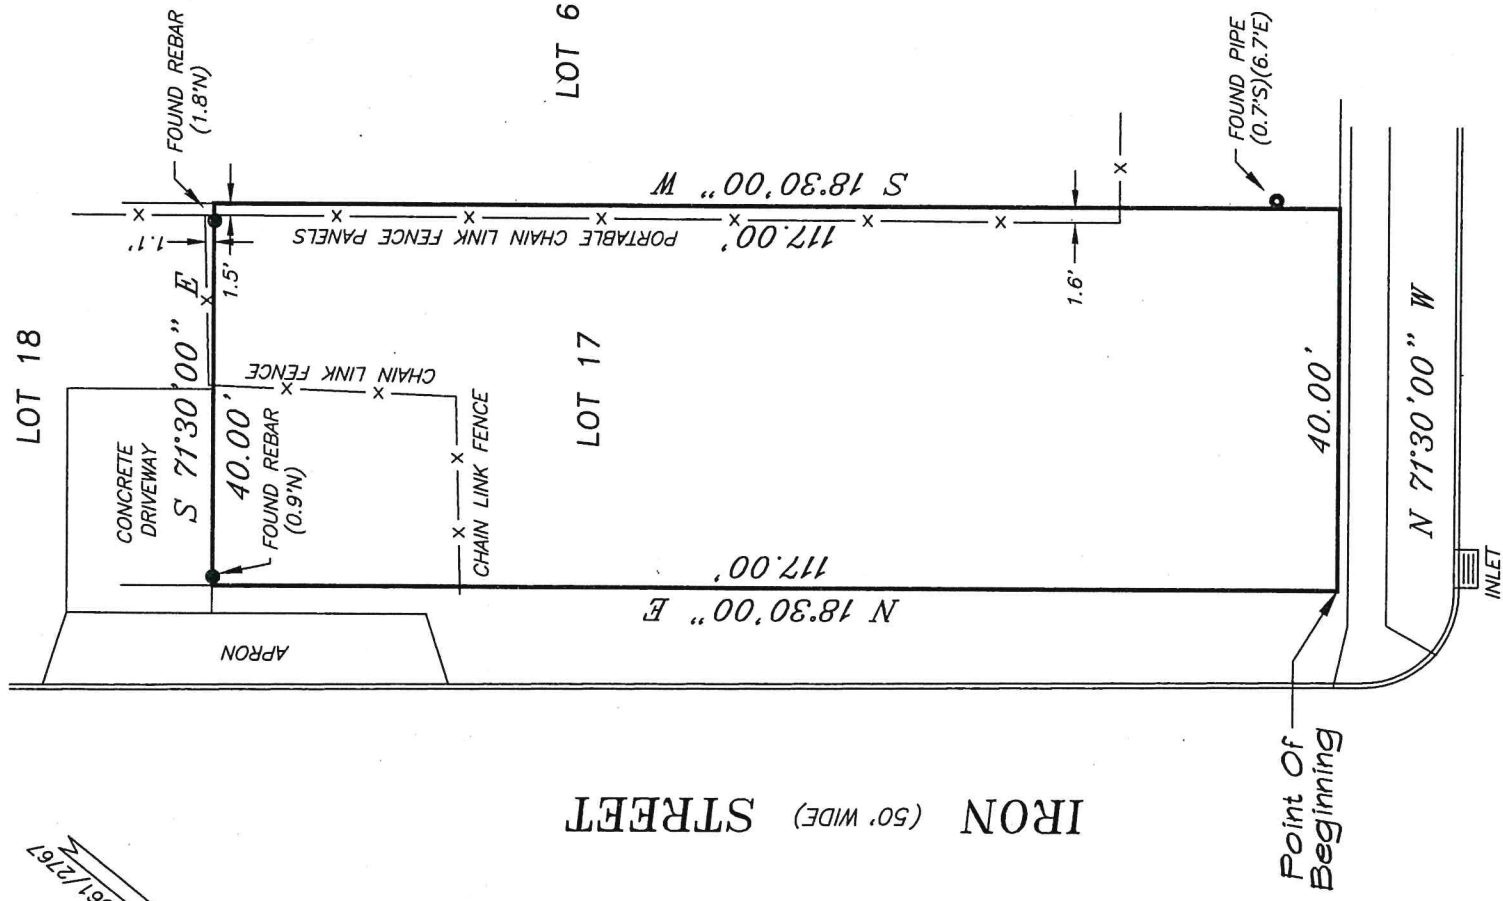 FOUND REBAR
(1.8'N)
LOT 6
FOUND PIPE
(0.7'S)(6.7'E)
LOT 18
1.1'
1.5'
S 18°30'00" W
117.00'
PORTABLE CHAIN LINK FENCE PANELS
1.6'
CONCRETE
DRIVEWAY
S 71°30'00" E
40.00'
FOUND REBAR
(0.9'N)
CHAIN LINK FENCE
CHAIN LINK FENCE
LOT 17
40.00'
N 71°30'00" W
117.00'
N 18°30'00" E
APRON
INLET
Point Of
Beginning
IRON (50' WIDE) STREET
61/2767